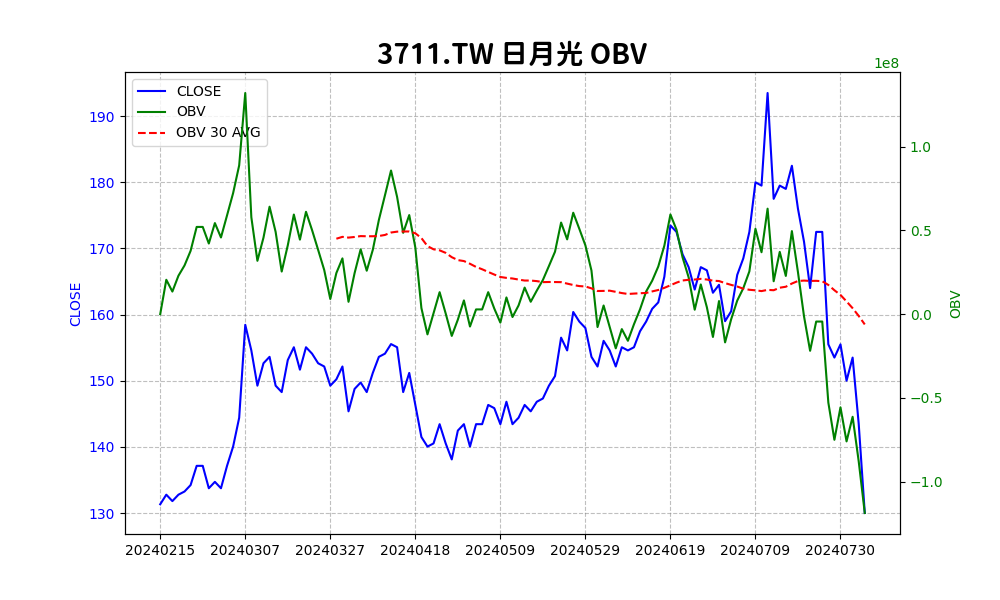 3711.TW 日月光 OBV
1e8
CLOSE
OBV
OBV 30 AVG
190
180
170
160
150
140
130
CLOSE
1.0
0.5
0.0
−0.5
−1.0
OBV
20240215 20240307 20240327 20240418 20240509 20240529 20240619 20240709 20240730